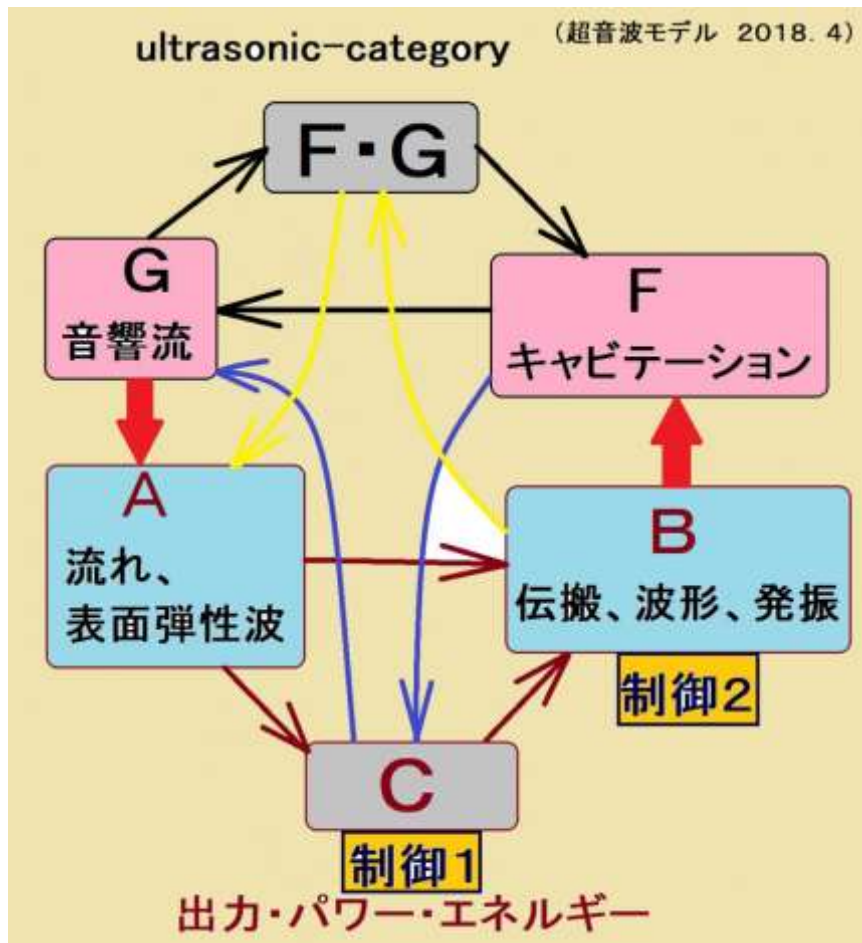 ultrasonic-category
(超音波モデル 2018. 4)
F・G
G
音響流
F
キャビテーション
A
流れ、
表面弾性波
B
伝搬、波形、発振
制御2
C
制御1
出力・パワー・エネルギー